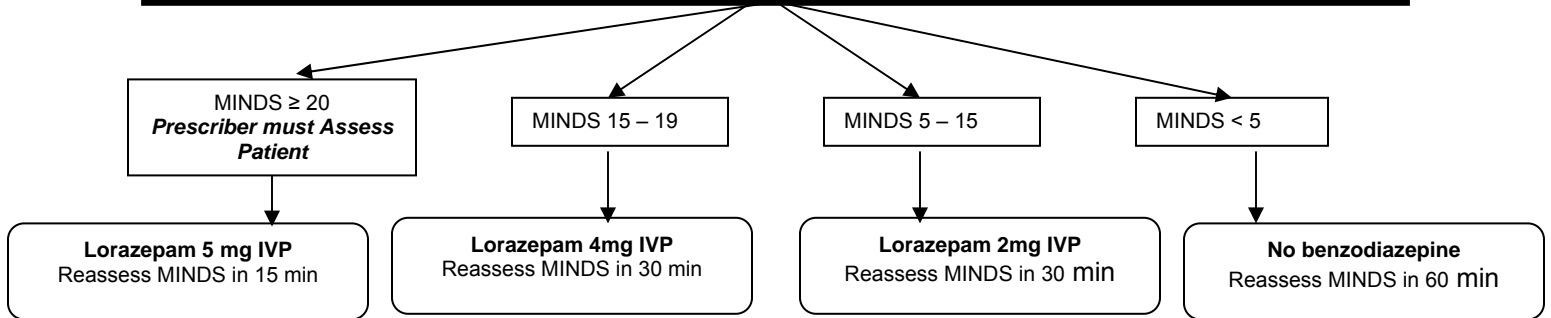 MINDS ≥ 20
Prescriber must Assess
Patient
MINDS 15 – 19
MINDS 5 – 15
MINDS < 5
Lorazepam 5 mg IVP
Reassess MINDS in 15 min
Lorazepam 4mg IVP
Reassess MINDS in 30 min
Lorazepam 2mg IVP
Reassess MINDS in 30 min
No benzodiazepine
Reassess MINDS in 60 min